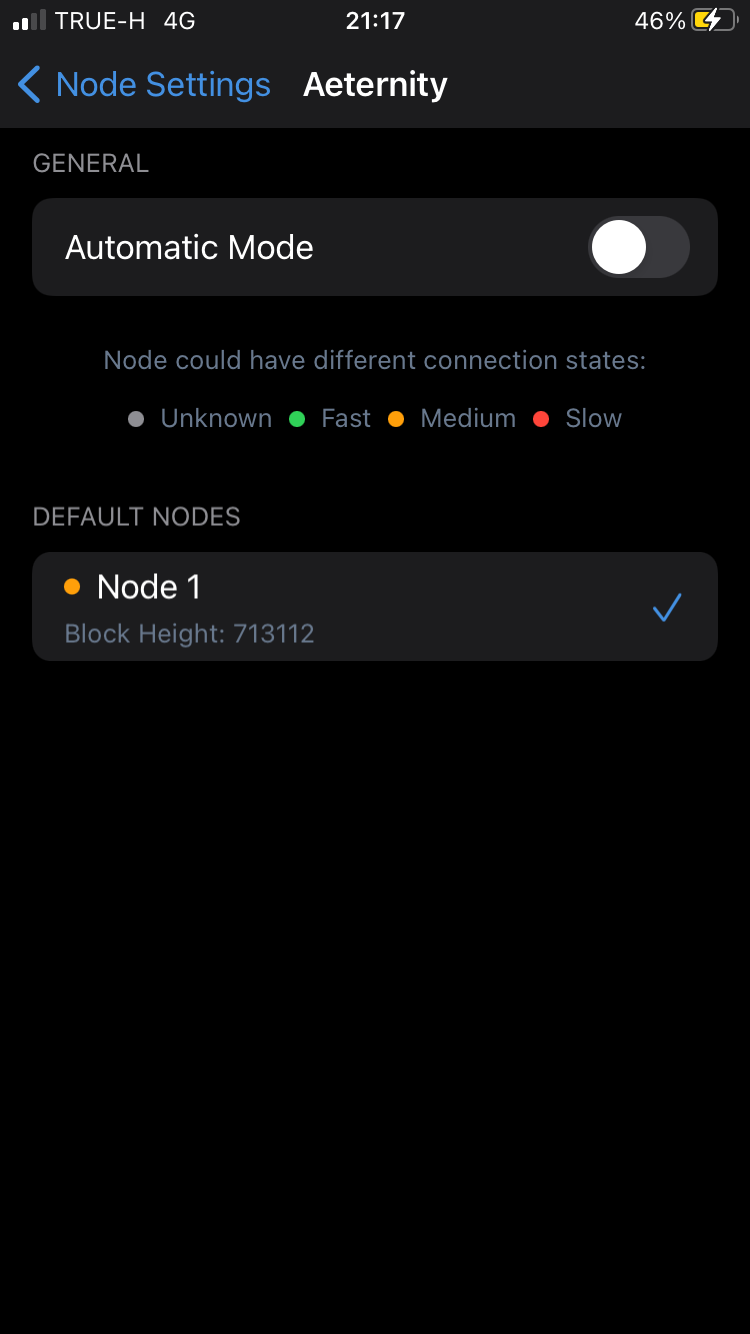 TRUE-H 4G 21:17 46%
Node Settings Aeternity
GENERAL
Automatic Mode
Node could have different connection states:
Unknown Fast Medium Slow
DEFAULT NODES
Node 1
Block Height: 713112